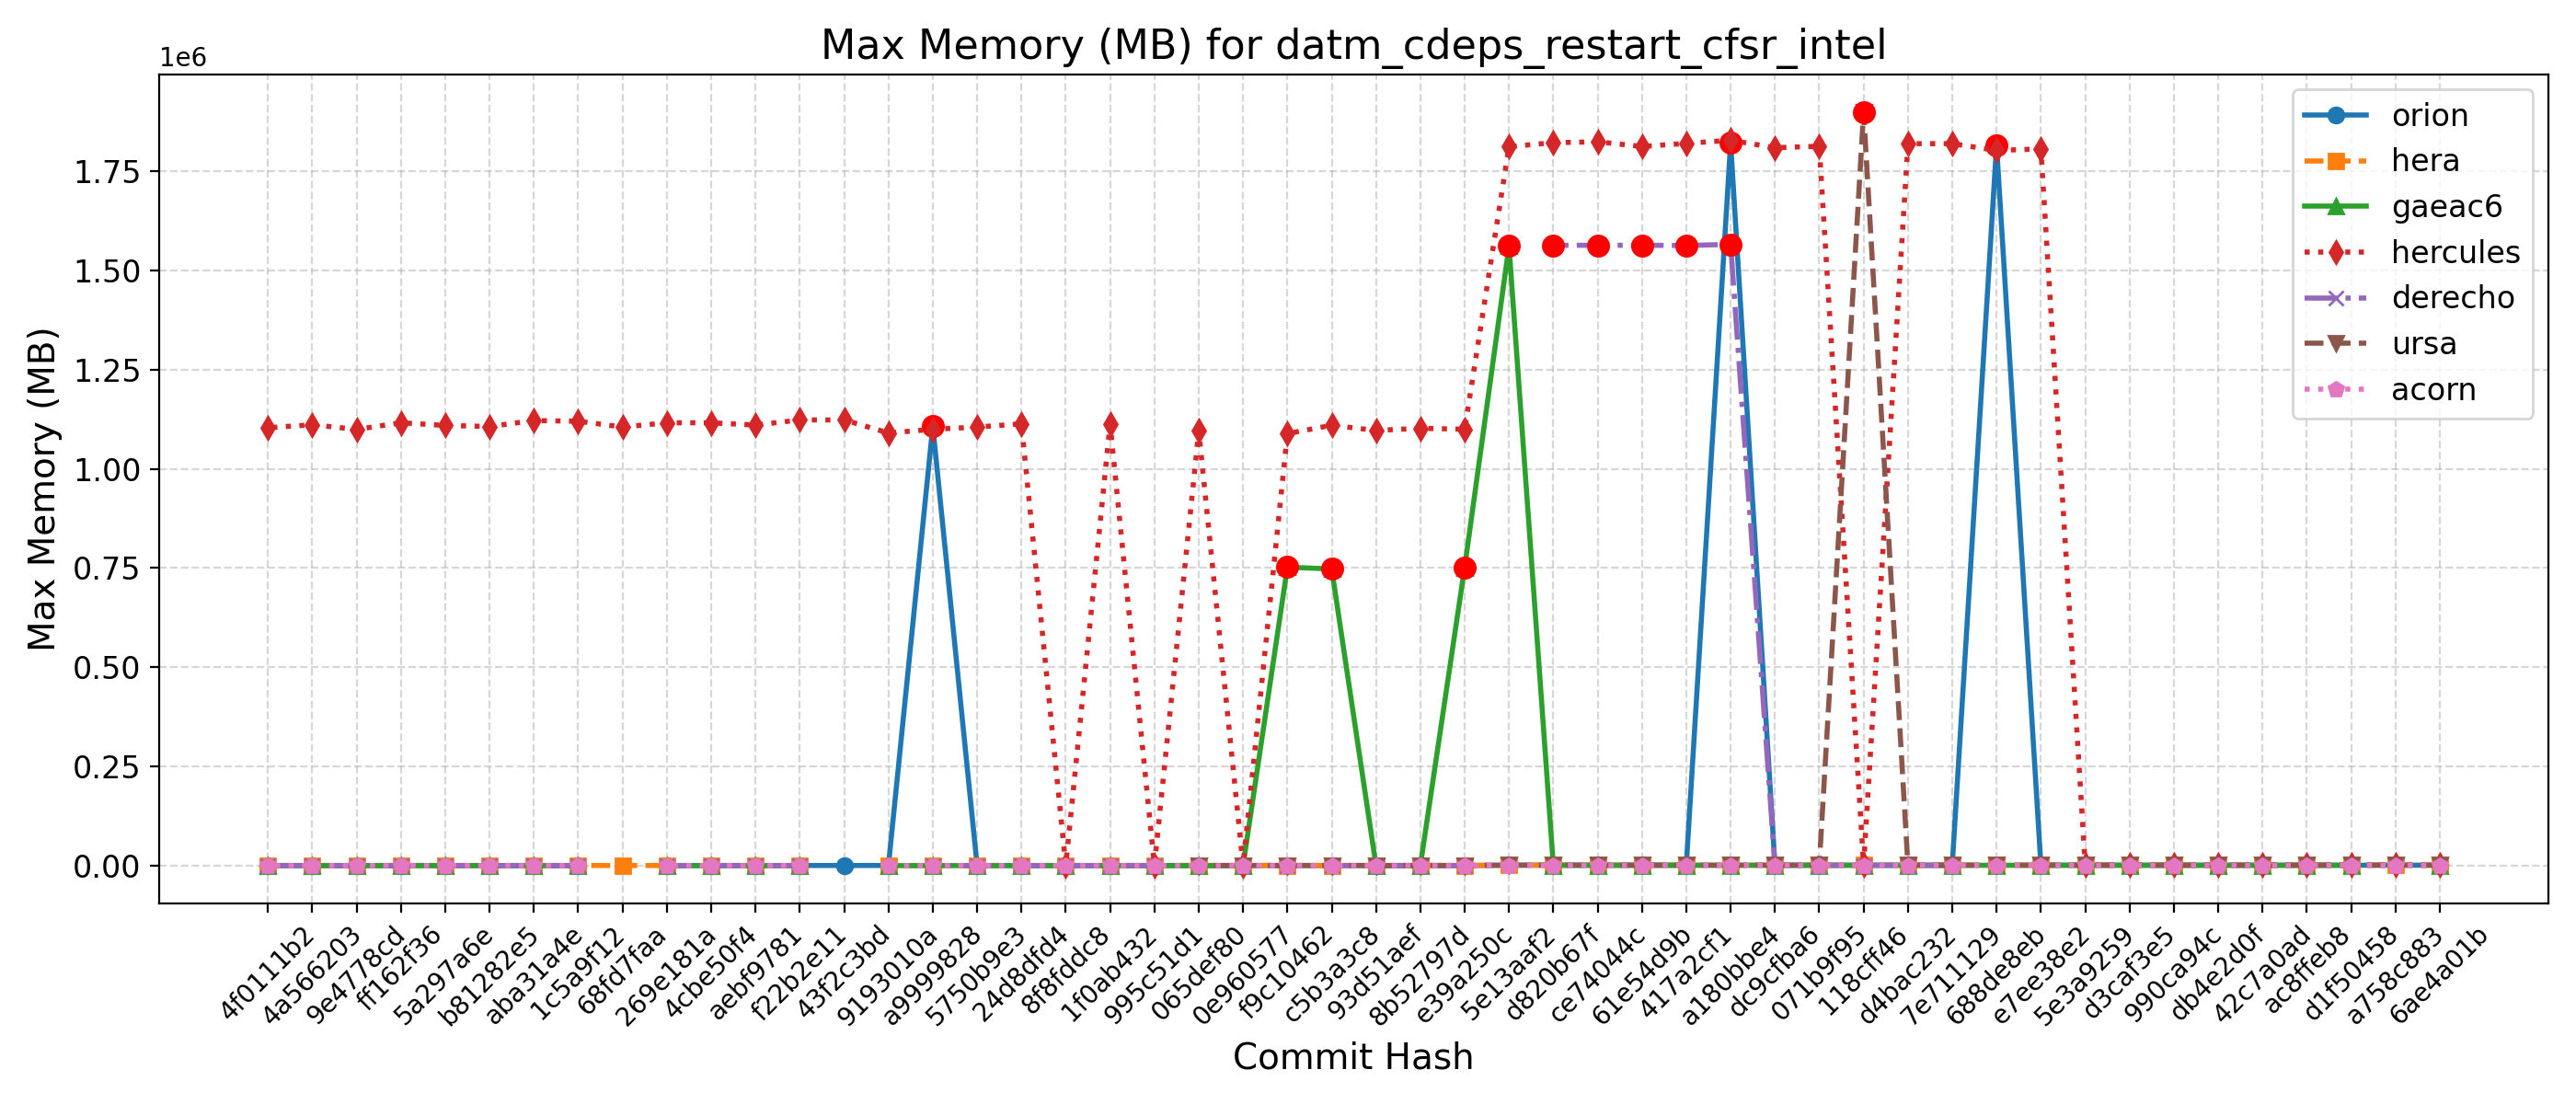 Max Memory (MB) for datm_cdeps_restart_cfsr_intel
1e6
1.75
1.50
1.25
1.00
0.75
0.50
0.25
0.00
Max Memory (MB)
orion
hera
gaeac6
hercules
derecho
ursa
acorn
4f0111b2
4a566203
9e4778cd
ff162f36
5a297a6e
b81282e5
aba31a4e
1c5a9f12
68fd7faa
269e181a
4cbe50f4
aebf9781
f22b2e11
43f2c3bd
9193010a
a9999828
5750b9e3
24d8dfd4
8f8fddc8
1f0ab432
995c51d1
065def80
0e960577
f9c10462
c5b3a3c8
93d51aef
8b52797d
e39a250c
5e13aaf2
d820b67f
ce74044c
61e54d9b
417a2cf1
a180bbe4
dc9cfba6
071b9f95
118cff46
d4bac232
7e711129
688de8eb
e7ee38e2
5e3a9259
d3caf3e5
990ca94c
db4e2d0f
42c7a0ad
ac8ffeb8
d1f50458
a758c883
6ae4a01b
Commit Hash